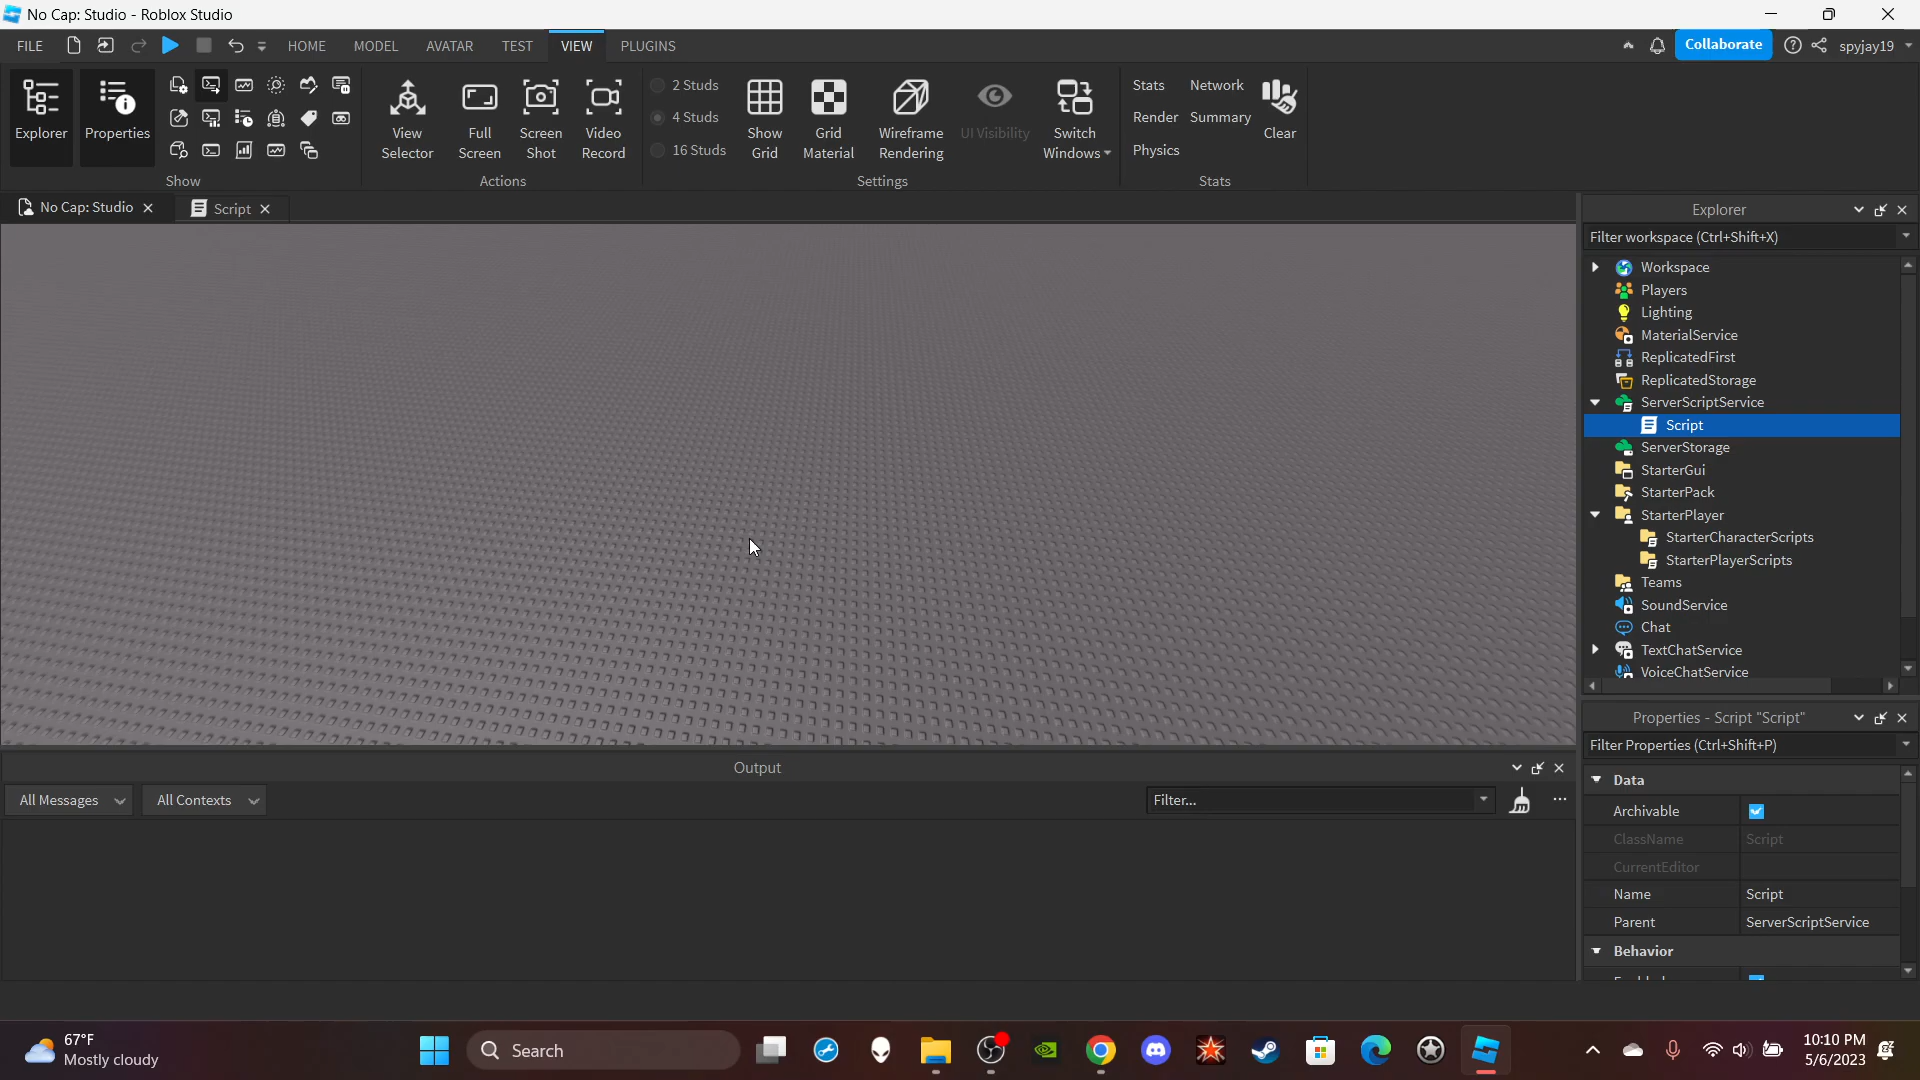 No Cap: Studio - Roblox Studio
FILE
HOME
MODEL
AVATAR
TEST
VIEW
PLUGINS
Collaborate
spyjay19
Explorer
Properties
Show
View Selector
Full Screen
Screen Shot
Video Record
Actions
2 Studs
4 Studs
16 Studs
Show Grid
Grid Material
Wireframe Rendering
UI Visibility
Switch Windows
Settings
Stats
Network
Render
Summary
Physics
Clear
Stats
No Cap: Studio
Script
Explorer
Filter workspace (Ctrl+Shift+X)
Workspace
Players
Lighting
MaterialService
ReplicatedFirst
ReplicatedStorage
ServerScriptService
Script
ServerStorage
StarterGui
StarterPack
StarterPlayer
StarterCharacterScripts
StarterPlayerScripts
Teams
SoundService
Chat
TextChatService
VoiceChatService
Properties - Script "Script"
Filter Properties (Ctrl+Shift+P)
Data
Archivable
ClassName Script
CurrentEditor
Name Script
Parent ServerScriptService
Behavior
Output
All Messages
All Contexts
Filter...
67°F
Mostly cloudy
Search
10:10 PM
5/6/2023